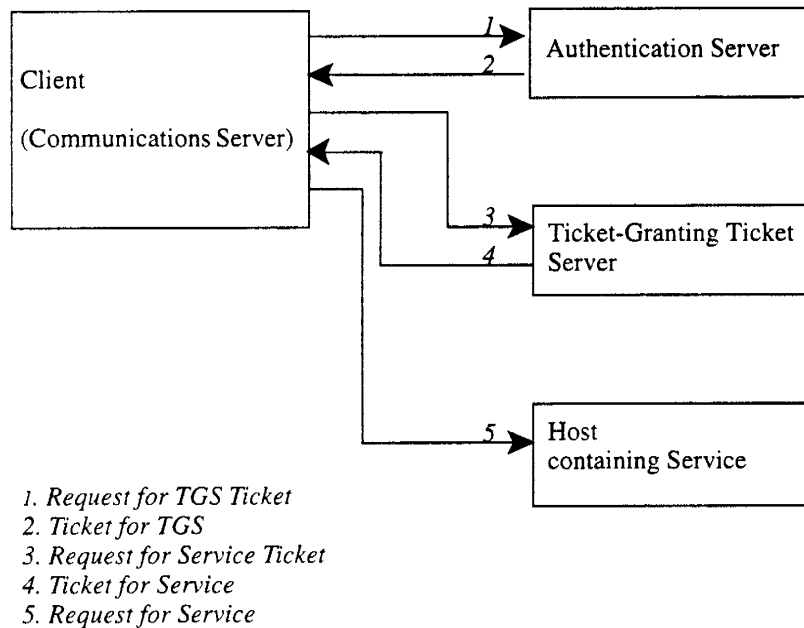 Client
(Communications Server)
1
2
Authentication Server
3
4
Ticket-Granting Ticket
Server
5
Host
containing Service
1. Request for TGS Ticket
2. Ticket for TGS
3. Request for Service Ticket
4. Ticket for Service
5. Request for Service